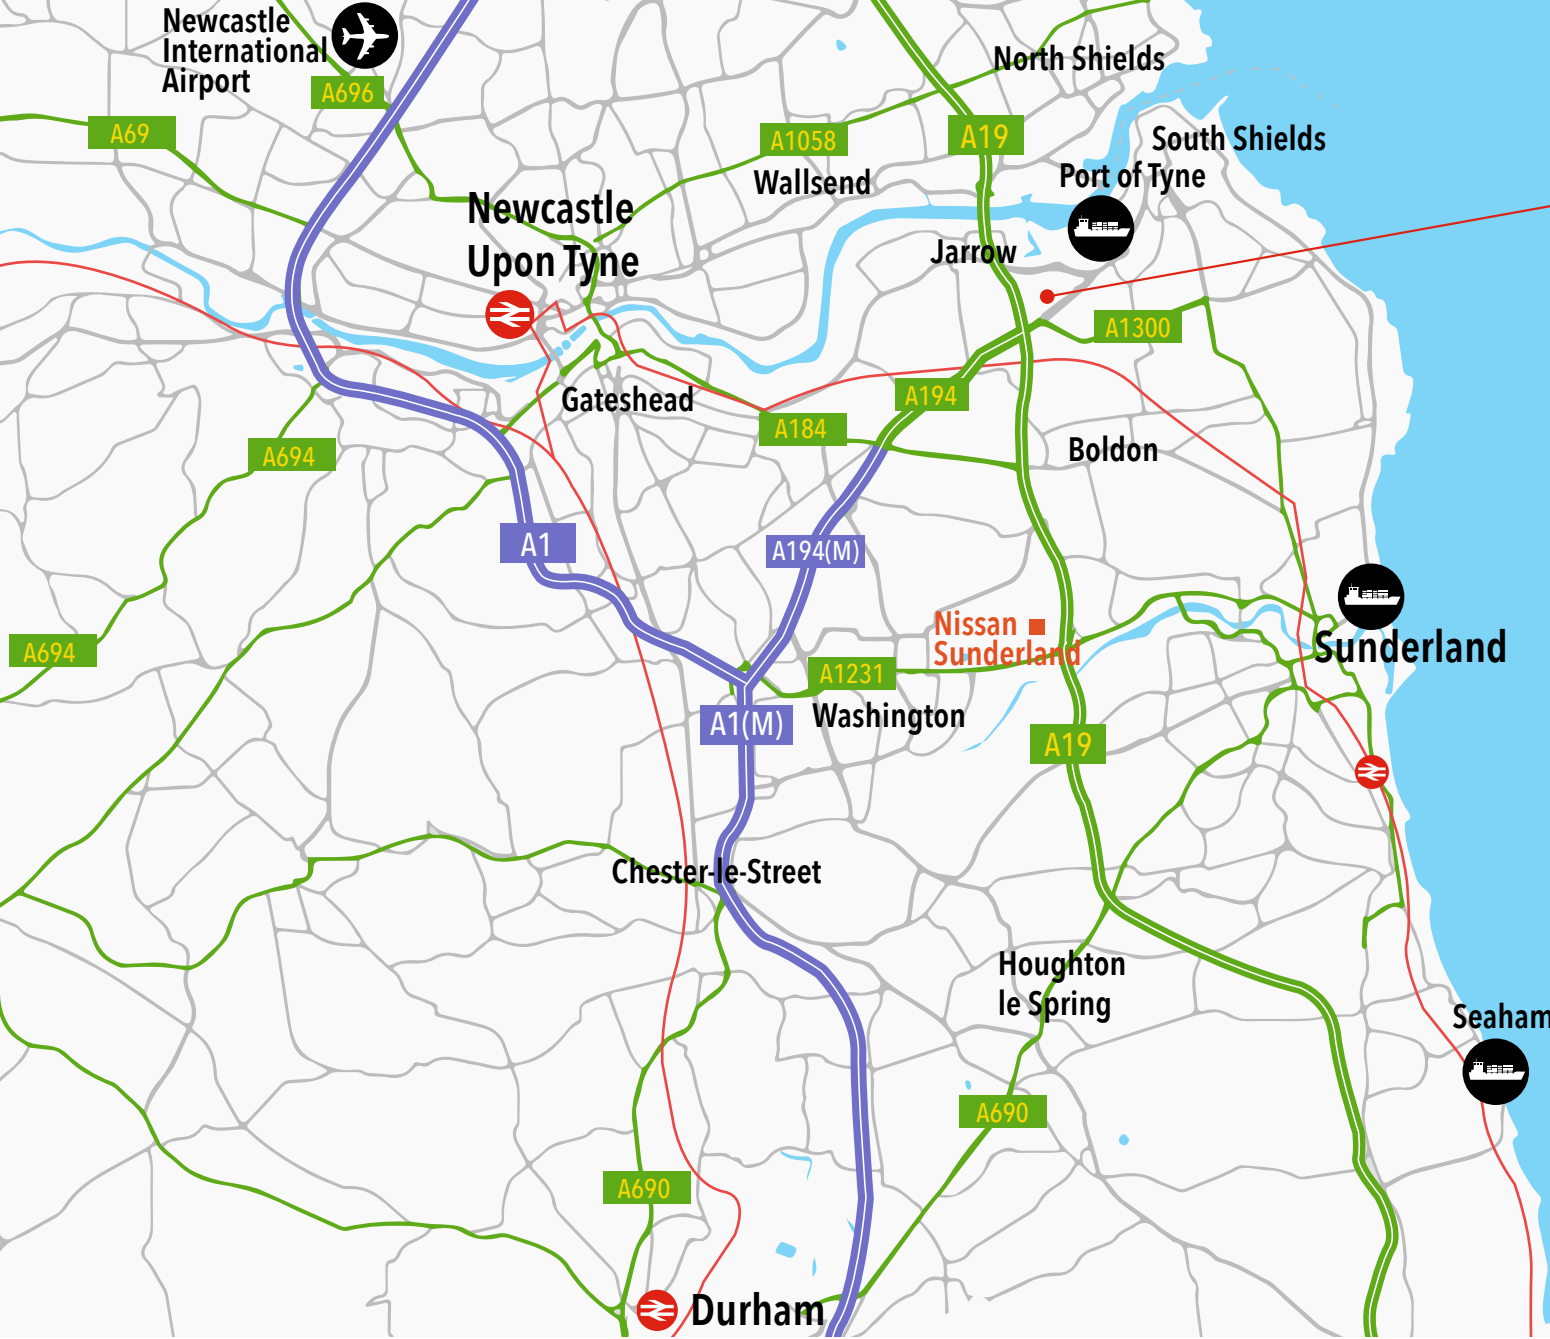 Newcastle
International
Airport
A696
A69
North Shields
A1058
A19
South Shields
Wallsend
Port of Tyne
Newcastle
Upon Tyne
Jarrow
A1300
Gateshead
A194
A184
Boldon
A694
A1
A194(M)
Nissan
Sunderland
A694
Sunderland
A1231
Washington
A1(M)
A19
Chester-le-Street
Houghton
le Spring
Seaham
A690
A690
Durham